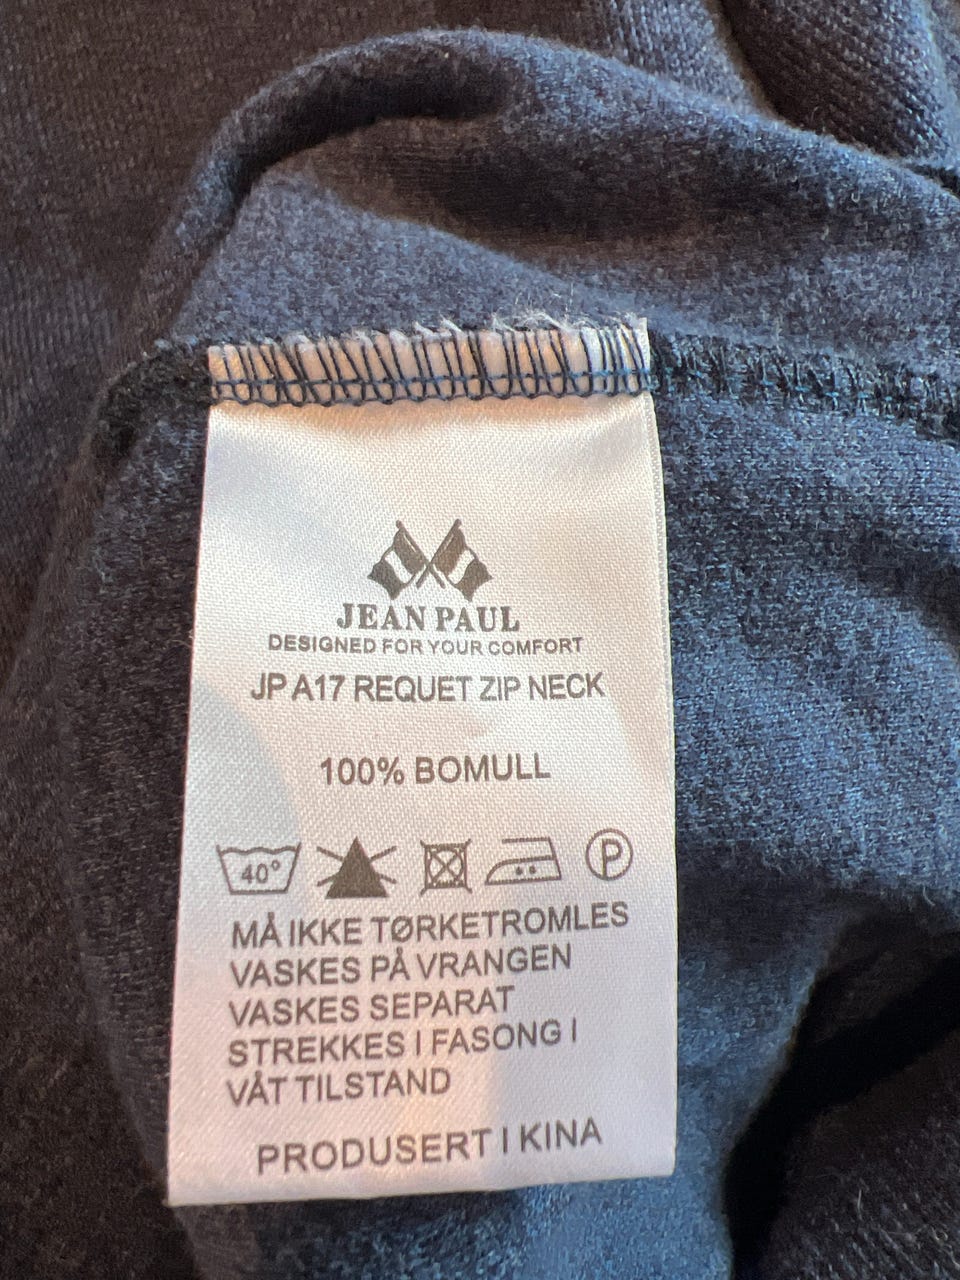 JEAN PAUL
DESIGNED FOR YOUR COMFORT
JP A17 REQUET ZIP NECK
100% BOMULL
40° P
MÅ IKKE TØRKETROMLES
VASKES PÅ VRANGEN
VASKES SEPARAT
STREKKES I FASONG I
VÅT TILSTAND
PRODUSERT I KINA